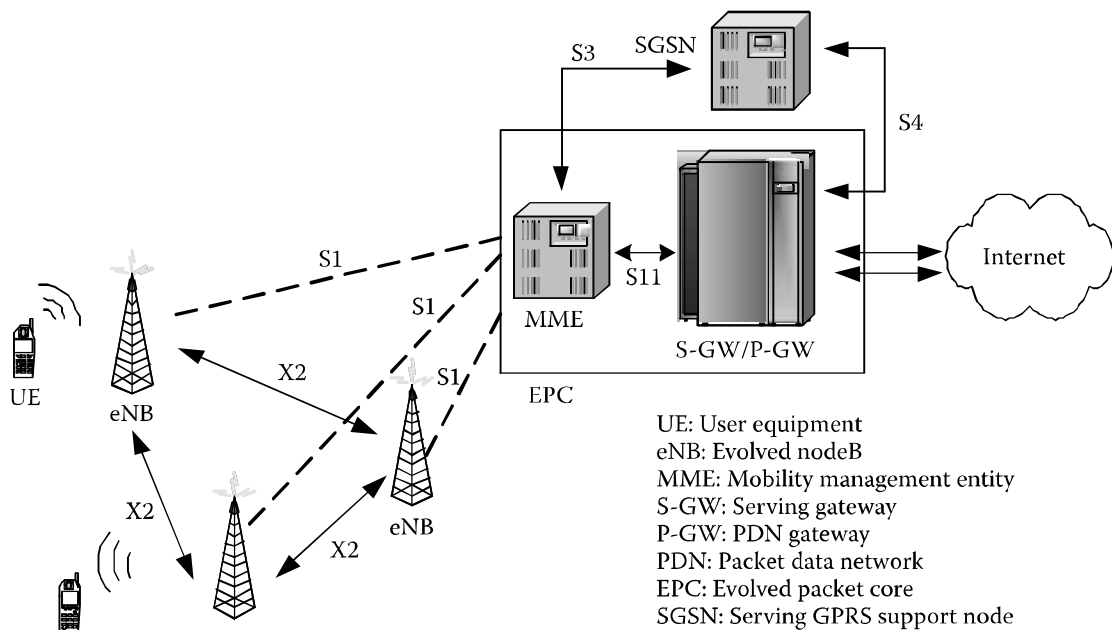 SGSN
S3
S4
S1
Internet
S11
S1
MME
S-GW/P-GW
X2
S1
UE
eNB
EPC
UE: User equipment
eNB: Evolved nodeB
MME: Mobility management entity
S-GW: Serving gateway
P-GW: PDN gateway
PDN: Packet data network
EPC: Evolved packet core
SGSN: Serving GPRS support node
X2
eNB
X2